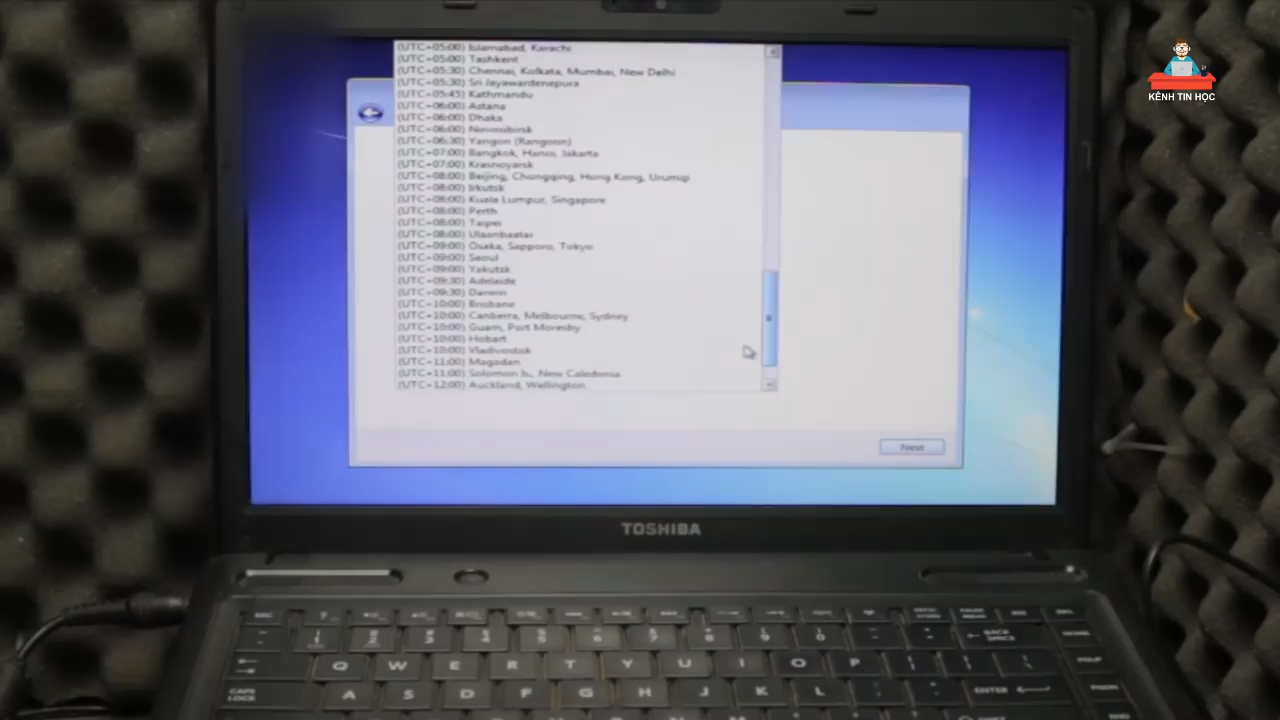 (UTC+05:00) Islamabad, Karachi
(UTC+05:00) Tashkent
(UTC+05:30) Chennai, Kolkata, Mumbai, New Delhi
(UTC+05:30) Sri Jayawardenepura
(UTC+05:45) Kathmandu
(UTC+06:00) Astana
(UTC+06:00) Dhaka
(UTC+06:00) Novosibirsk
(UTC+06:30) Yangon (Rangoon)
(UTC+07:00) Bangkok, Hanoi, Jakarta
(UTC+07:00) Krasnoyarsk
(UTC+08:00) Beijing, Chongqing, Hong Kong, Urumqi
(UTC+08:00) Irkutsk
(UTC+08:00) Kuala Lumpur, Singapore
(UTC+08:00) Perth
(UTC+08:00) Taipei
(UTC+08:00) Ulaanbaatar
(UTC+09:00) Osaka, Sapporo, Tokyo
(UTC+09:00) Seoul
(UTC+09:00) Yakutsk
(UTC+09:30) Adelaide
(UTC+09:30) Darwin
(UTC+10:00) Brisbane
(UTC+10:00) Canberra, Melbourne, Sydney
(UTC+10:00) Guam, Port Moresby
(UTC+10:00) Hobart
(UTC+10:00) Vladivostok
(UTC+11:00) Magadan
(UTC+11:00) Solomon Is., New Caledonia
(UTC+12:00) Auckland, Wellington
Next
KÊNH TIN HỌC
TOSHIBA
BACK SPACE
Q W E R T Y U I O P
CAPS LOCK A S D F G H J K L ENTER